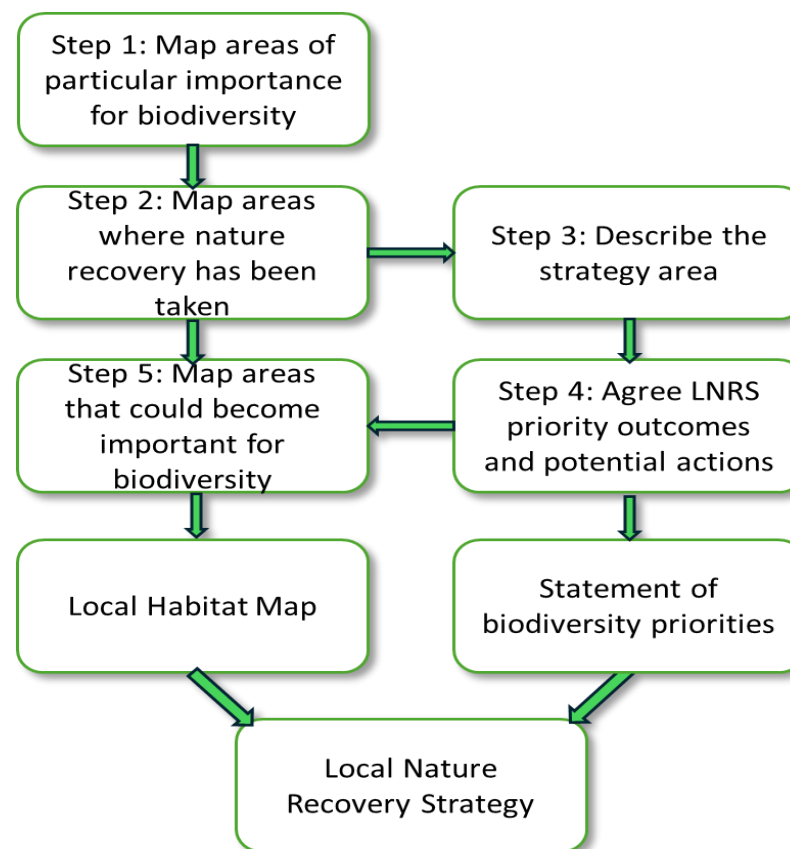 Step 1: Map areas of
particular importance
for biodiversity
Step 2: Map areas
where nature
recovery has been
taken
Step 3: Describe the
strategy area
Step 5: Map areas
that could become
important for
biodiversity
Step 4: Agree LNRS
priority outcomes
and potential actions
Local Habitat Map
Statement of
biodiversity priorities
Local Nature
Recovery Strategy